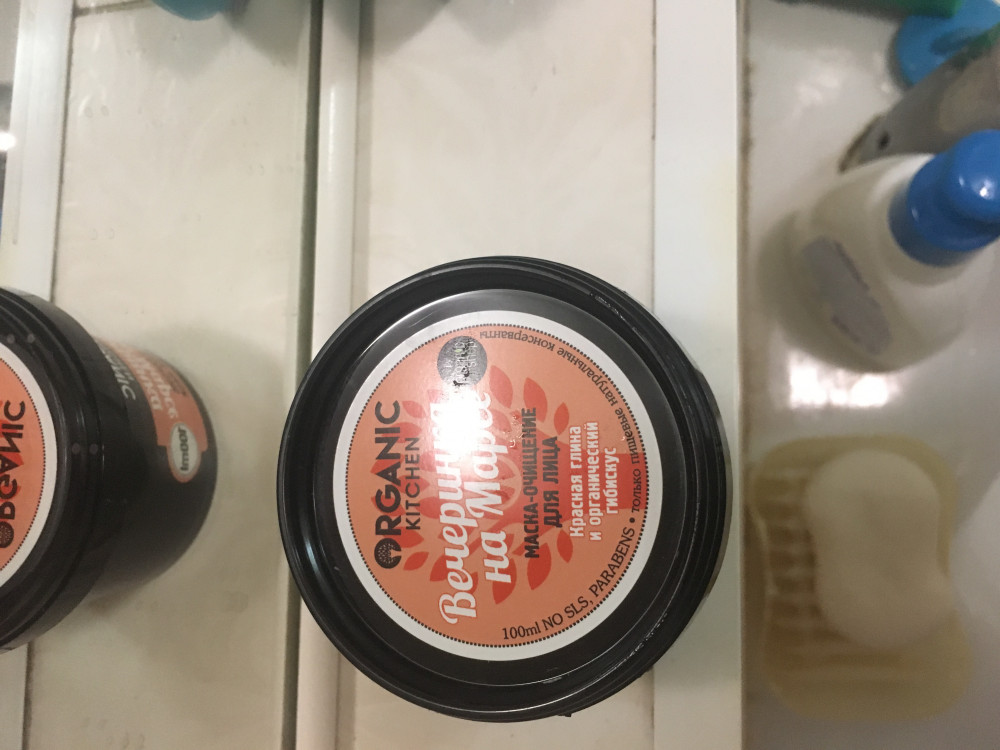 ORGANIC
KITCHEN
Вечеринка
на Марсе
МАСКА-ОЧИЩЕНИЕ
ДЛЯ ЛИЦА
Красная глина
и органический
гибискус
100ml NO SLS, PARABENS • только пищевые натуральные консерванты
ORGANIC